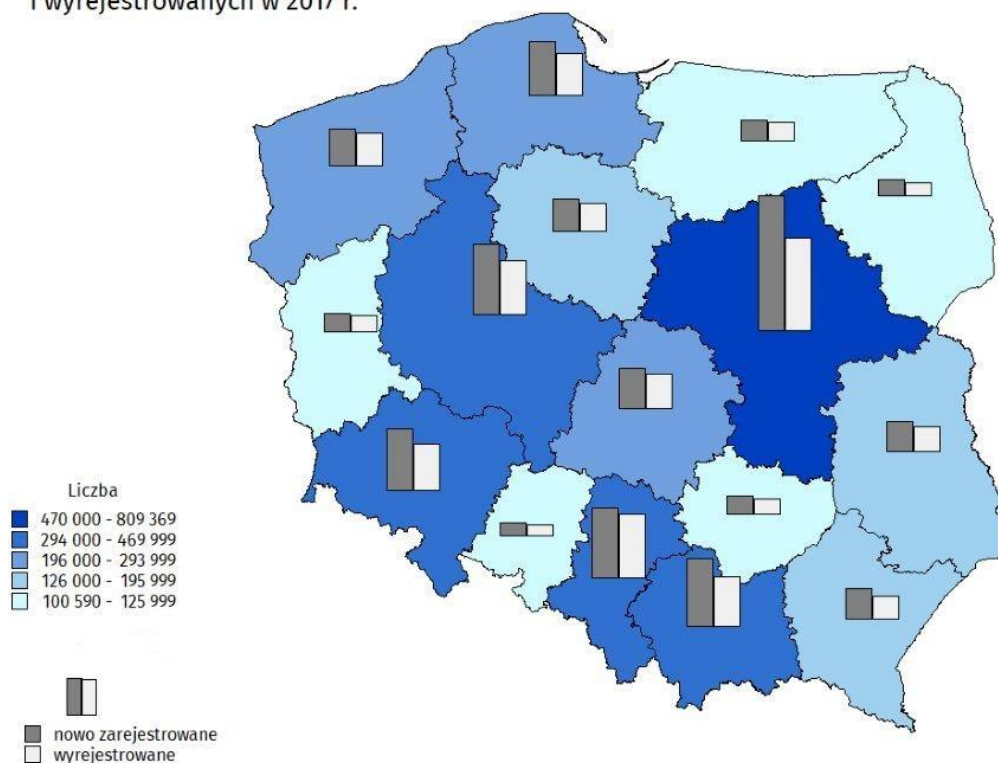 i wyrejestrowanych w 2017 r.
Liczba
470 000 - 809 369
294 000 - 469 999
196 000 - 293 999
126 000 - 195 999
100 590 - 125 999
nowo zarejestrowane
wyrejestrowane